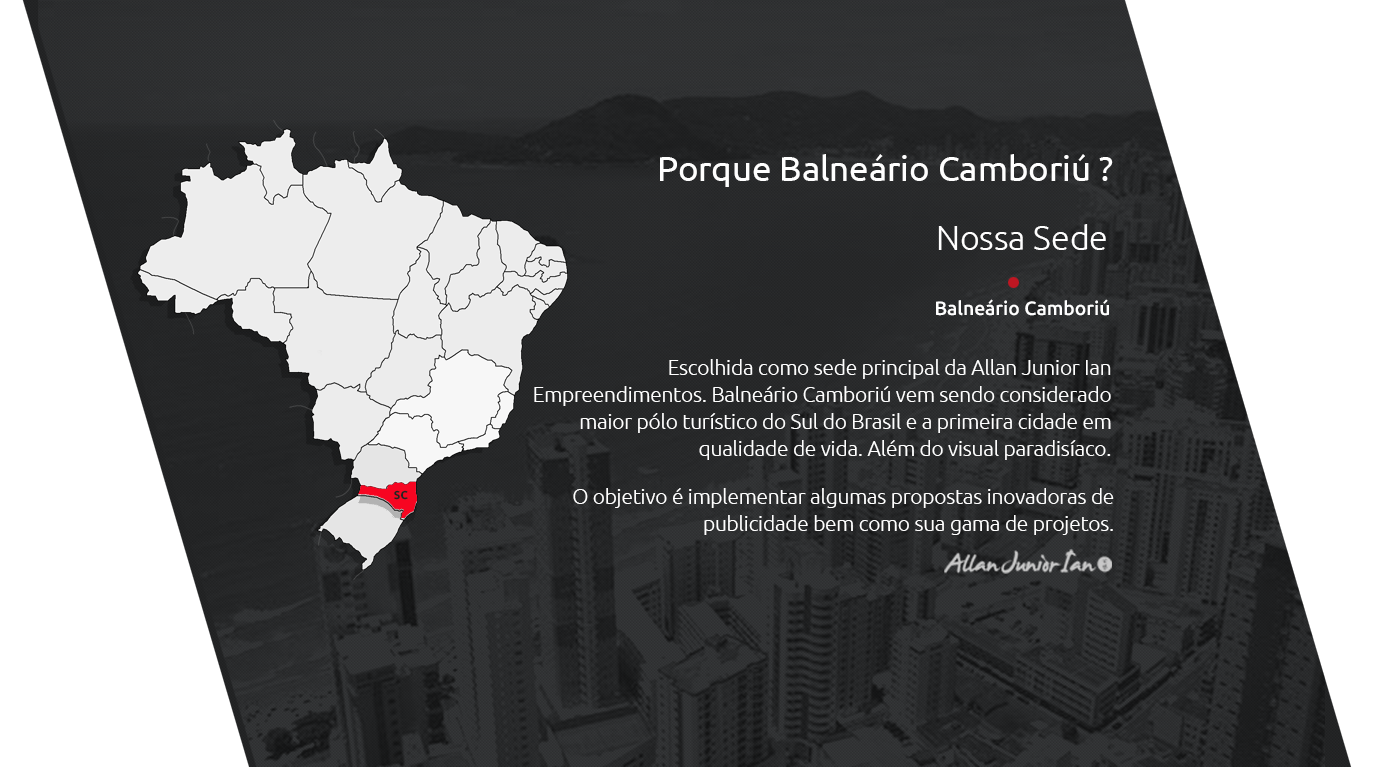 Porque Balneário Camboriú ?
Nossa Sede
Balneário Camboriú
Escolhida como sede principal da Allan Junior Ian
Empreendimentos. Balneário Camboriú vem sendo considerado
maior pólo turístico do Sul do Brasil e a primeira cidade em
qualidade de vida. Além do visual paradisíaco.
SC
O objetivo é implementar algumas propostas inovadoras de
publicidade bem como sua gama de projetos.
Allan Junior Ian